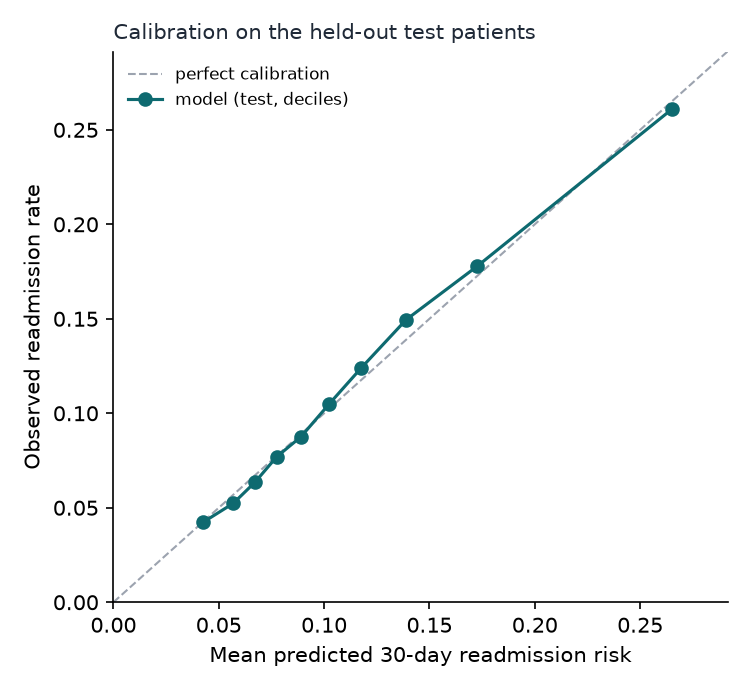 Calibration on the held-out test patients
perfect calibration
model (test, deciles)
Observed readmission rate
0.25
0.20
0.15
0.10
0.05
0.00
0.00 0.05 0.10 0.15 0.20 0.25
Mean predicted 30-day readmission risk